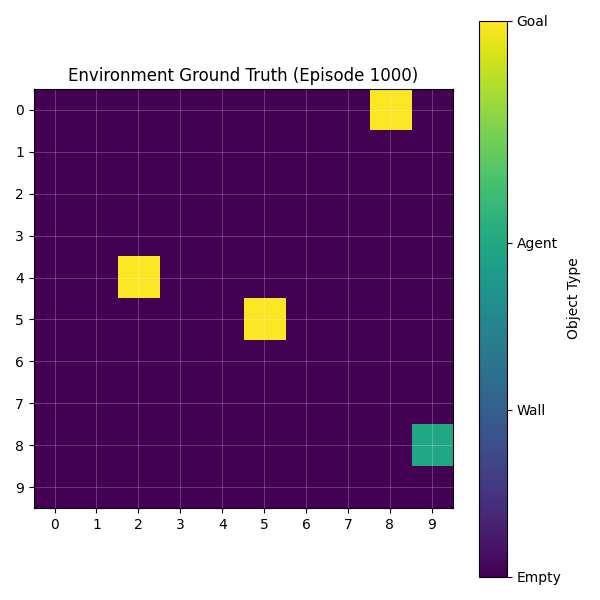 Environment Ground Truth (Episode 1000)
0
1
2
3
4
5
6
7
8
9
0 1 2 3 4 5 6 7 8 9
Goal
Agent
Wall
Empty
Object Type